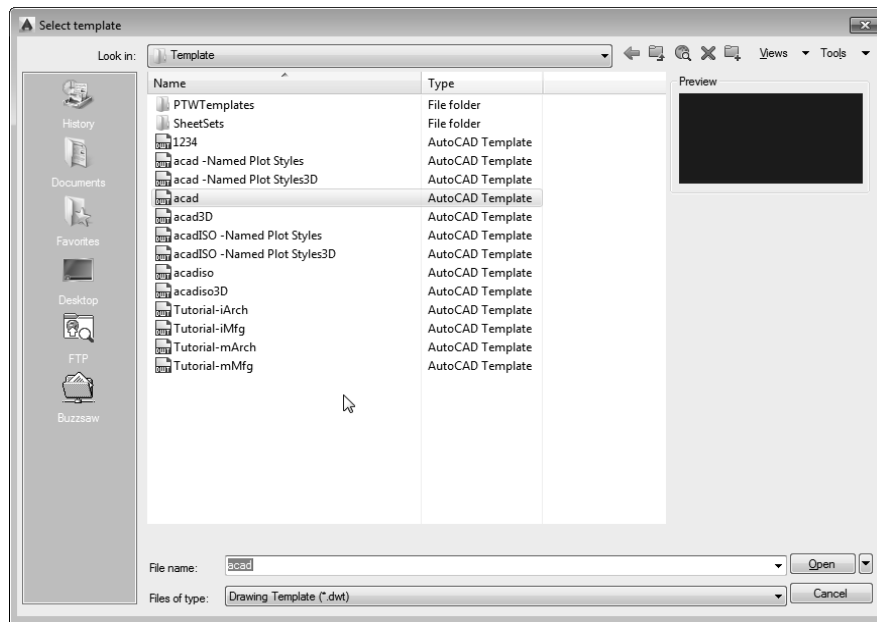 Select template
Look in: Template Views Tools
Name Type
Preview
PTWTemplates File folder
SheetSets File folder
1234 AutoCAD Template
acad -Named Plot Styles AutoCAD Template
acad -Named Plot Styles3D AutoCAD Template
acad AutoCAD Template
acad3D AutoCAD Template
acadISO -Named Plot Styles AutoCAD Template
acadISO -Named Plot Styles3D AutoCAD Template
acadiso AutoCAD Template
acadiso3D AutoCAD Template
Tutorial-iArch AutoCAD Template
Tutorial-iMfg AutoCAD Template
Tutorial-mArch AutoCAD Template
Tutorial-mMfg AutoCAD Template
History
Documents
Favorites
Desktop
FTP
Buzzsaw
File name: acad Open
Files of type: Drawing Template (*.dwt) Cancel